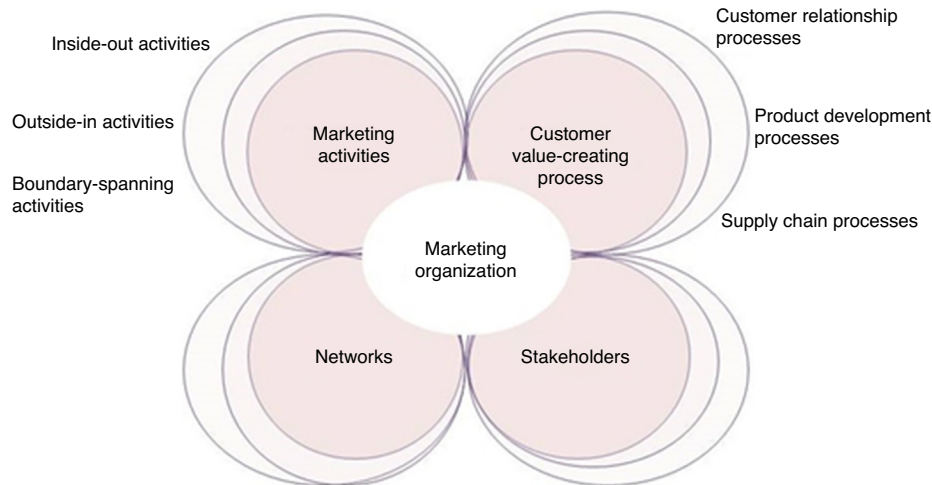 Inside-out activities
Outside-in activities
Boundary-spanning
activities
Marketing
activities
Customer
value-creating
process
Customer relationship
processes
Product development
processes
Supply chain processes
Marketing
organization
Networks
Stakeholders